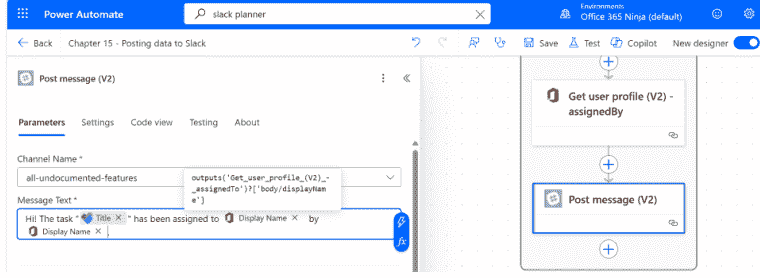 Power Automate
slack planner
Environments
Office 365 Ninja (default)
Back
Chapter 15 - Posting data to Slack
Save
Test
Copilot
New designer
Post message (V2)
Parameters
Settings
Code view
Testing
About
Channel Name *
all-undocumented-features
outputs('Get_user_profile_(V2)_-
_assignedTo')?['body/displayNam
e']
Message Text *
Hi! The task " Title × " has been assigned to Display Name × by
Display Name × .
fx
Get user profile (V2) -
assignedBy
Post message (V2)